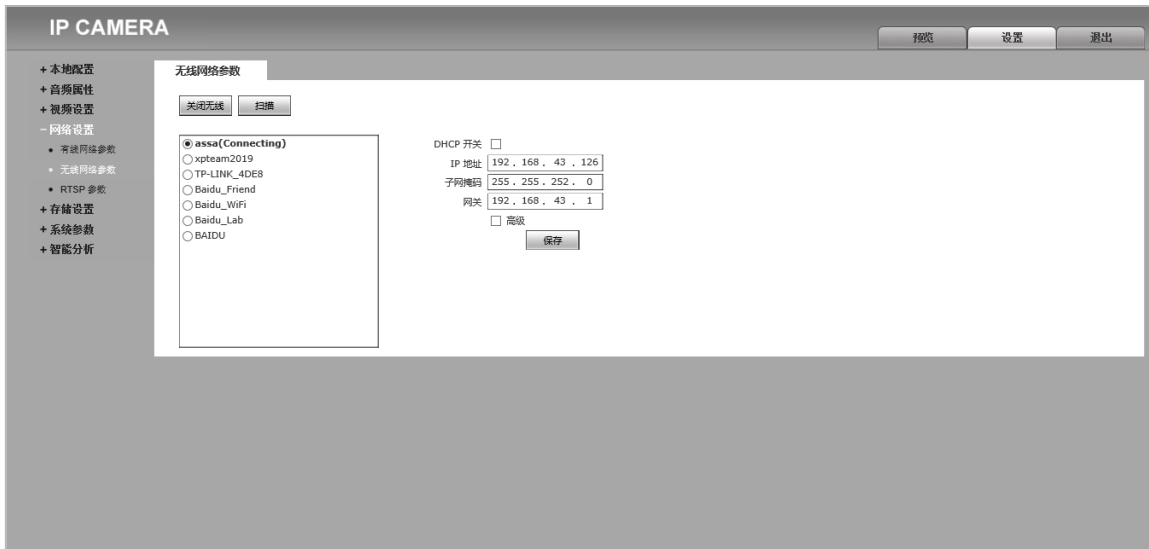 IP CAMERA
预览
设置
退出
+ 本地配置
+ 音频属性
+ 视频设置
- 网络设置
• 有线网络参数
• 无线网络参数
• RTSP 参数
+ 存储设置
+ 系统参数
+ 智能分析
无线网络参数
关闭无线
扫描
assa(Connecting)
xpteam2019
TP-LINK_4DE8
Baidu_Friend
Baidu_WiFi
Baidu_Lab
BAIDU
DHCP 开关
IP 地址 192 . 168 . 43 . 126
子网掩码 255 . 255 . 252 . 0
网关 192 . 168 . 43 . 1
高级
保存